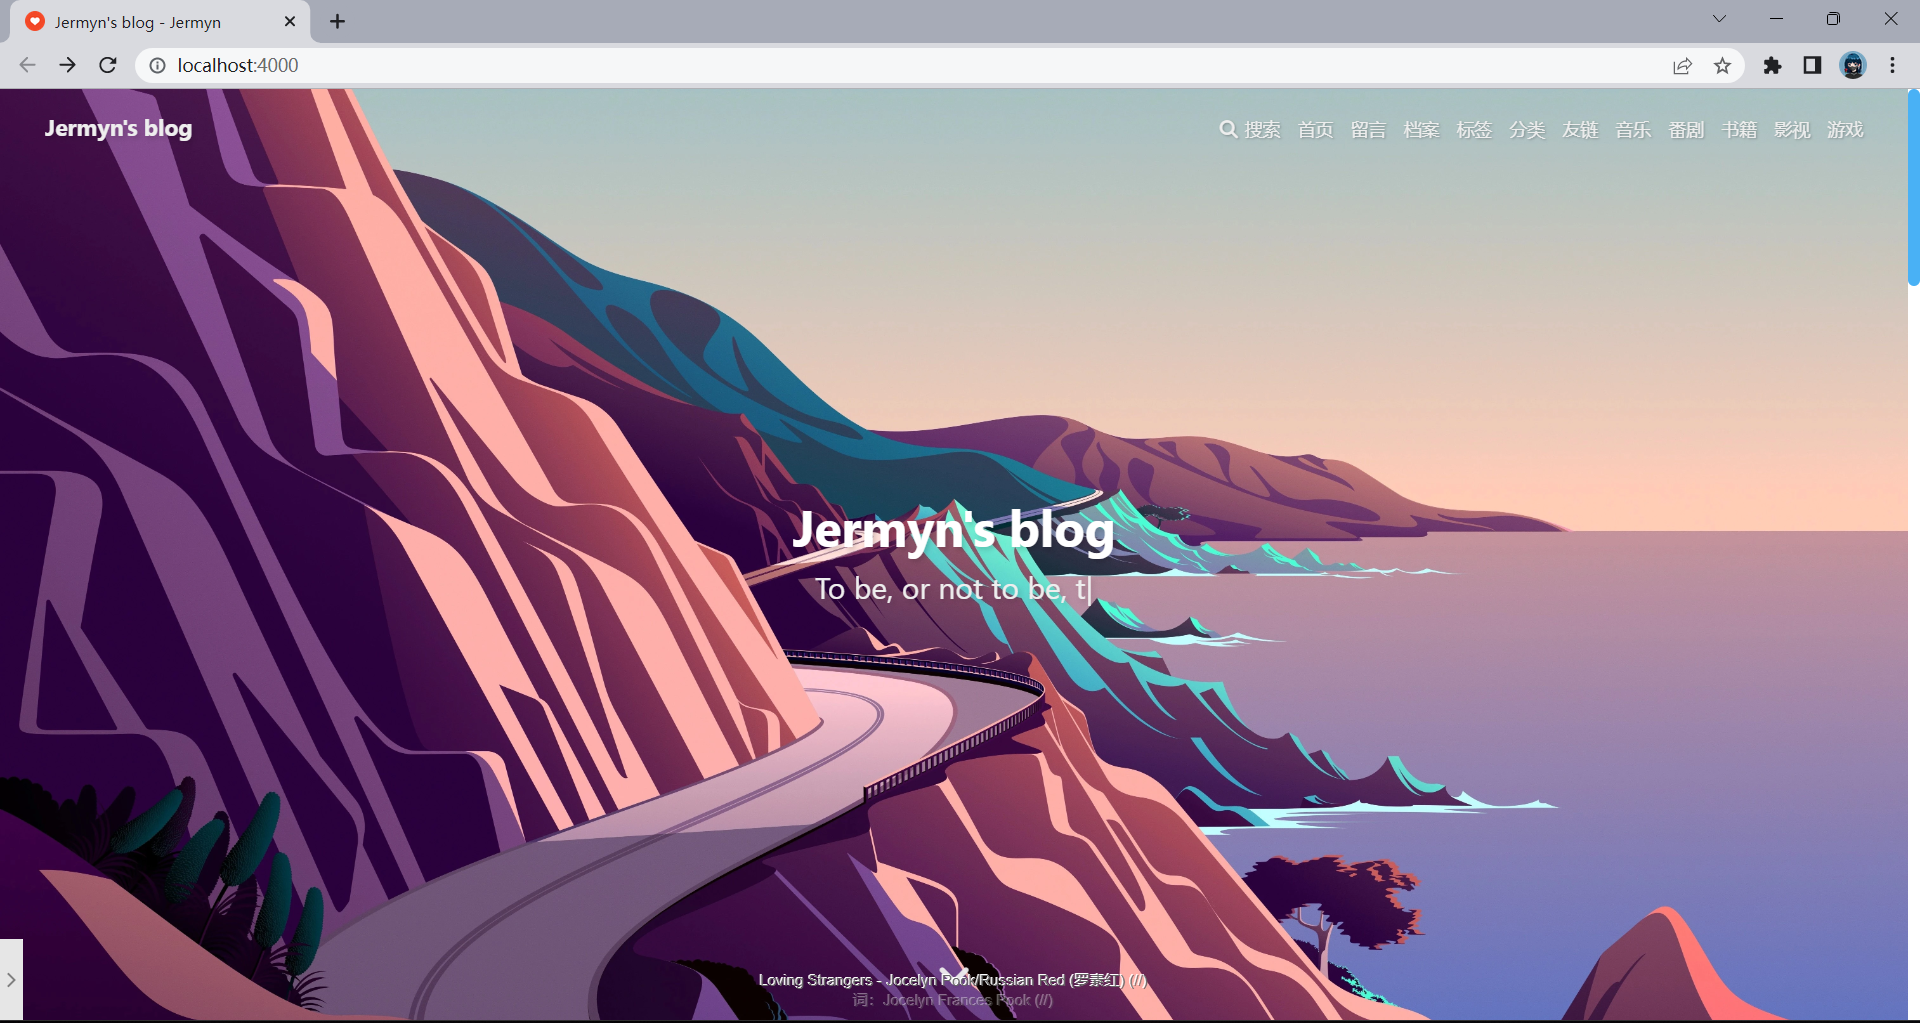 Jermyn's blog - Jermyn
localhost:4000
Jermyn's blog
搜索 首页 留言 档案 标签 分类 友链 音乐 番剧 书籍 影视 游戏
Jermyn's blog
To be, or not to be, t|
Loving Strangers - Jocelyn Pook/Russian Red (罗素红) (//)
词：Jocelyn Frances Pook (//)